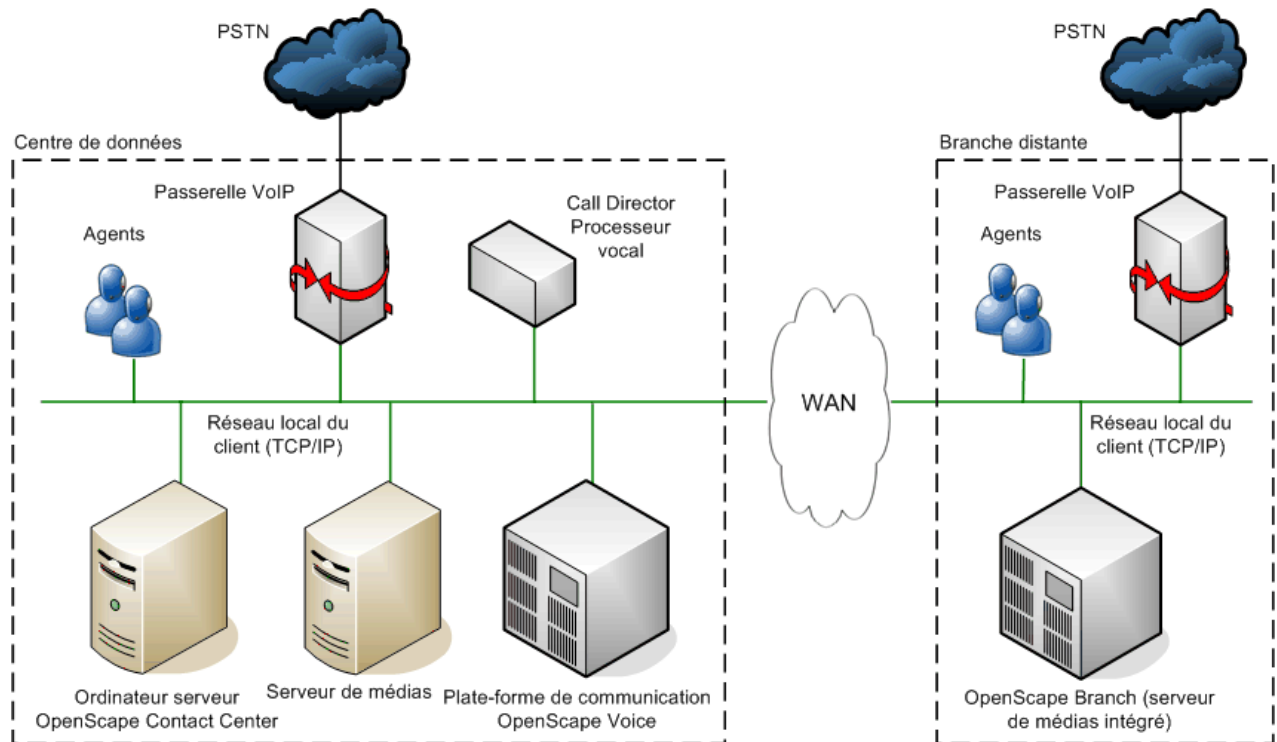 PSTN
PSTN
Centre de données
Branche distante
Passerelle VoIP
Call Director
Processeur
vocal
Agents
Passerelle VoIP
Agents
WAN
Réseau local du
client (TCP/IP)
Réseau local du
client (TCP/IP)
Ordinateur serveur
OpenScape Contact Center
Serveur de médias
Plate-forme de communication
OpenScape Voice
OpenScape Branch (serveur
de médias intégré)